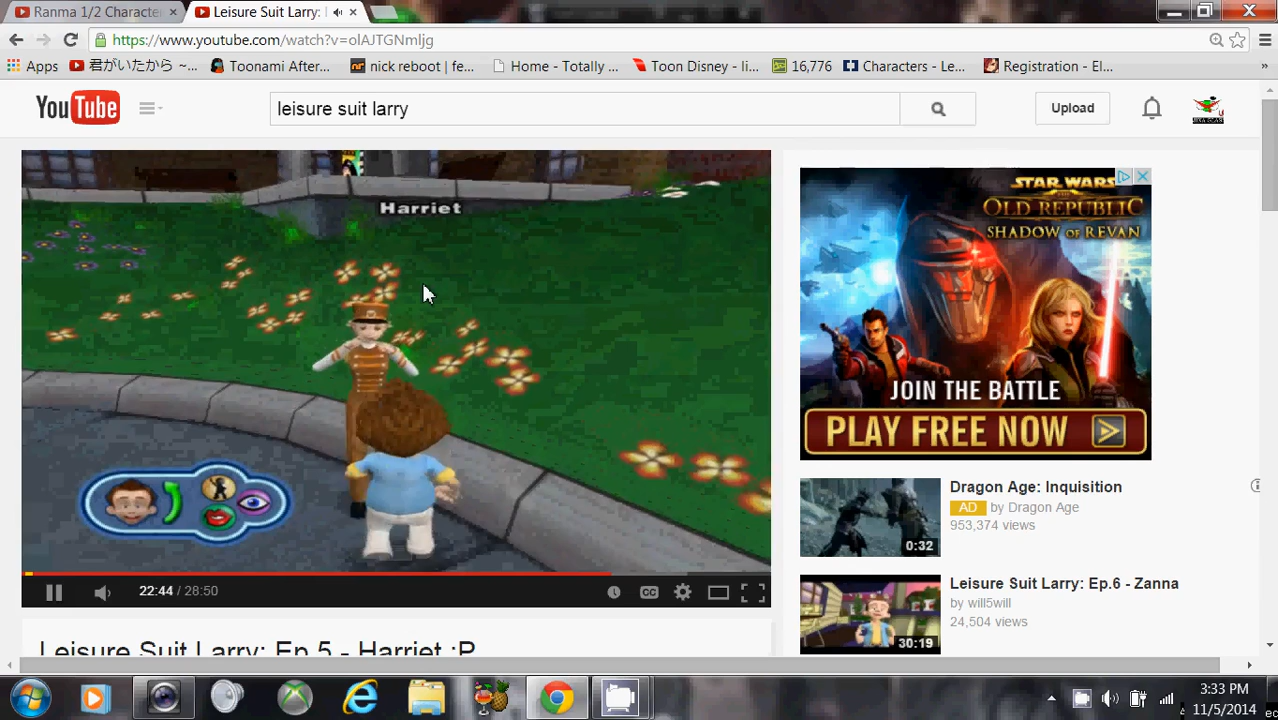 Ranma 1/2 Characte
Leisure Suit Larry:
https://www.youtube.com/watch?v=olAJTGNmljg
Apps
君がいたから ~...
Toonami After...
nick reboot | fe...
Home - Totally ...
Toon Disney - li...
16,776
Characters - Le...
Registration - El...
»
YouTube
leisure suit larry
Upload
Harriet
STAR WARS
OLD REPUBLIC
SHADOW OF REVAN
JOIN THE BATTLE
PLAY FREE NOW
22:44 / 28:50
CC
Dragon Age: Inquisition
AD by Dragon Age
953,374 views
0:32
Leisure Suit Larry: Ep.6 - Zanna
by will5will
24,504 views
30:19
Leisure Suit Larry: Ep.5 - Harriet :P
3:33 PM
11/5/2014